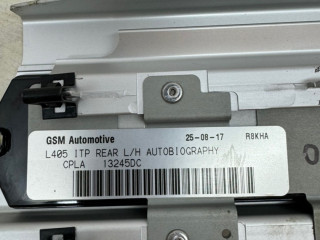 GSM Automotive 25-08-17 R8KHA
L405 ITP REAR L/H AUTOBIOGRAPHY
CPLA 13245DC